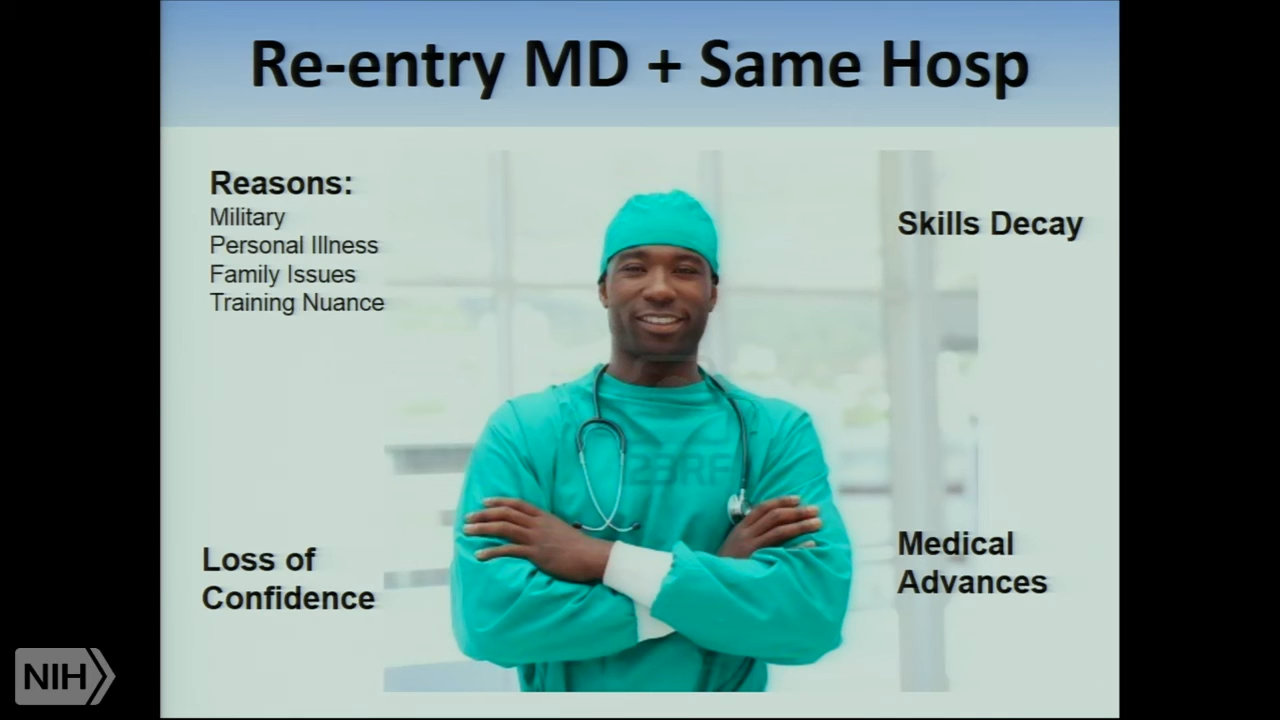 Re-entry MD + Same Hosp
Reasons:
Military
Personal Illness
Family Issues
Training Nuance
Skills Decay
Loss of
Confidence
Medical
Advances
NIH